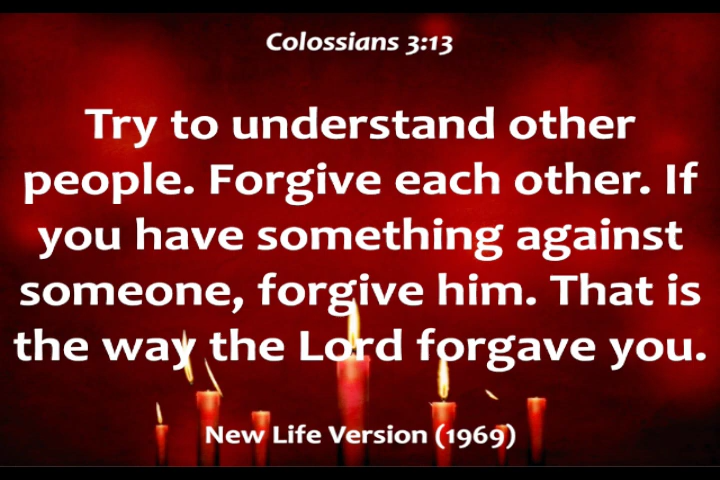 Colossians 3:13
Try to understand other
people. Forgive each other. If
you have something against
someone, forgive him. That is
the way the Lord forgave you.
New Life Version (1969)